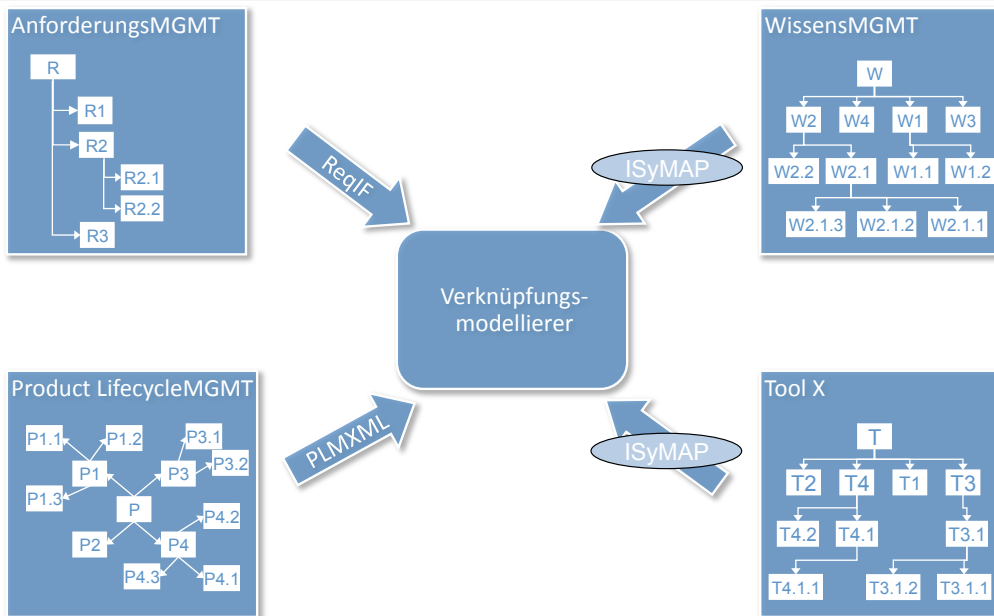 AnforderungsMGMT
R
R1
R2
R2.1
R2.2
R3
ReqIF
WissensMGMT
W
W2 W4 W1 W3
W2.2 W2.1 W1.1 W1.2
W2.1.3 W2.1.2 W2.1.1
ISyMAP
Verknüpfungs-
modellierer
Product LifecycleMGMT
P1.1 P1.2 P3.1
P1 P3 P3.2
P1.3
P
P4.2
P2 P4
P4.3 P4.1
PLMXML
ISyMAP
Tool X
T
T2 T4 T1 T3
T4.2 T4.1 T3.1
T4.1.1 T3.1.2 T3.1.1